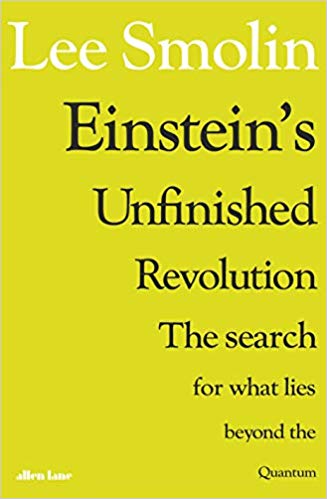 Lee Smolin
Einstein's
Unfinished
Revolution
The search
for what lies
beyond the
Quantum
allen lane